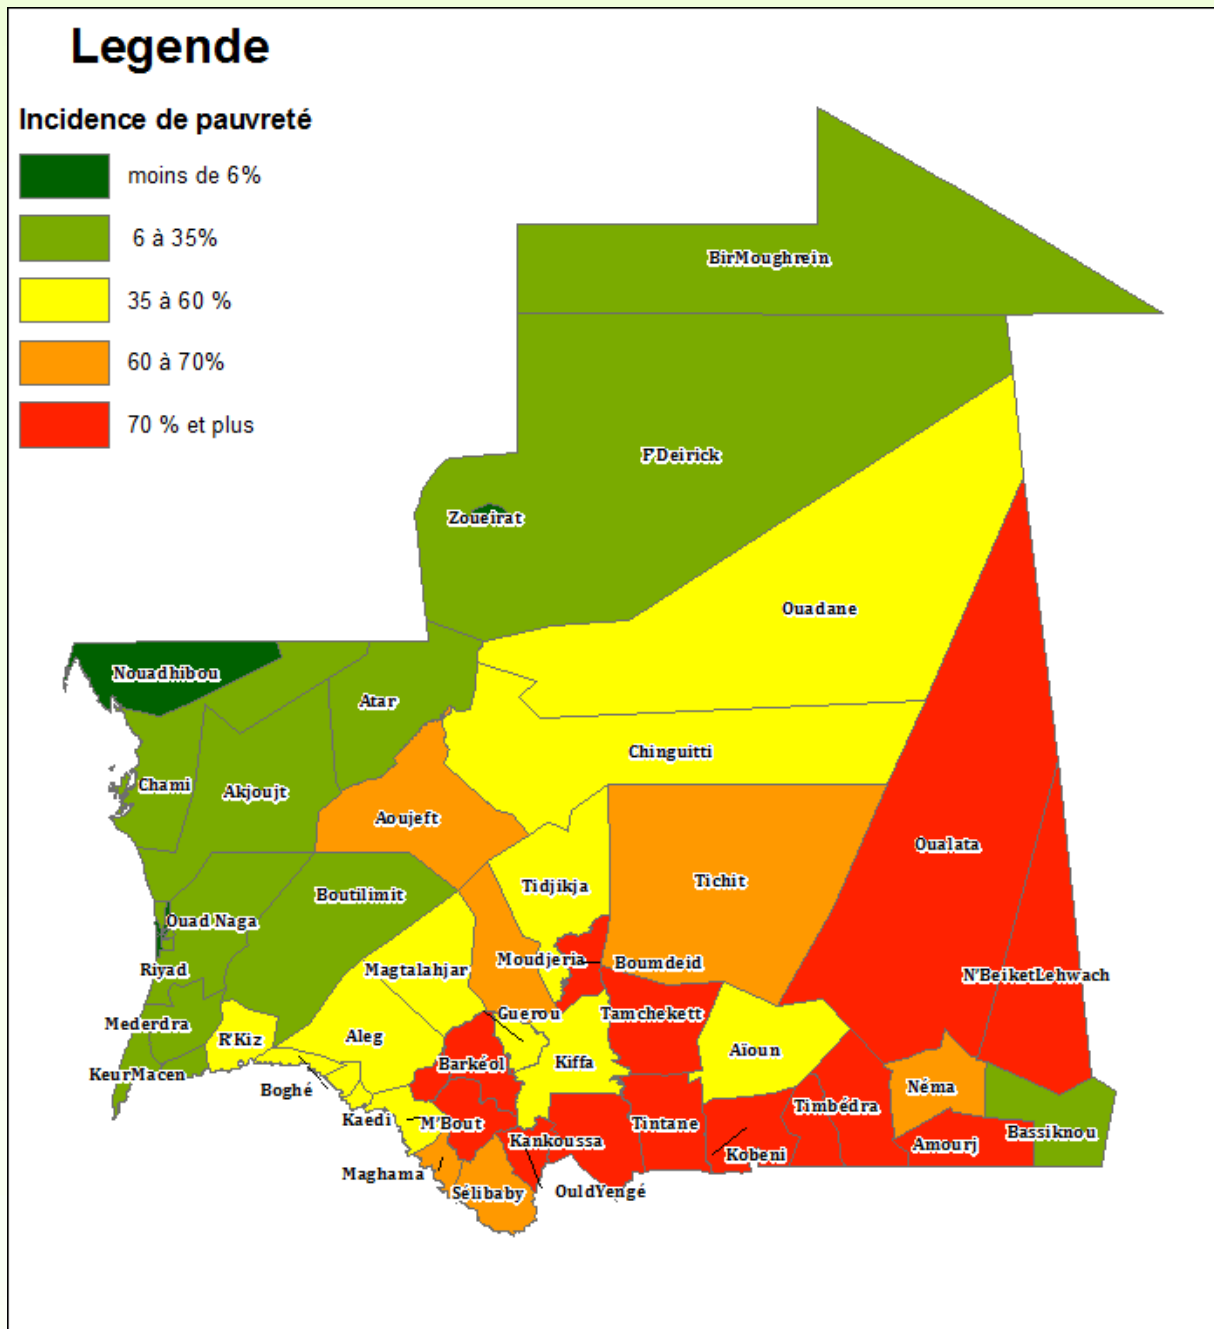 Legende
Incidence de pauvreté
moins de 6%
6 à 35%
35 à 60 %
60 à 70%
70 % et plus
BirMoughrein
F'Deirick
Zoueirat
Ouadane
Nouadhibou
Atar
Chinguitti
Chami
Akjoujt
Aoujeft
Oualata
Tichit
Tidjikja
Boutilimit
Ouad Naga
Moudjeria
Boumdeid
Riyad
Magtalahjar
N'BeiketLehwach
Guerou
Tamchekett
Mederdra
R'Kiz
Aleg
Aïoun
Barkéol
Kiffa
KeurMacen
Boghé
Néma
Timbédra
Kaedi
M'Bout
Tintane
Bassiknou
Kankoussa
Amourj
Kobeni
Maghama
Sélibaby
OuldYengé